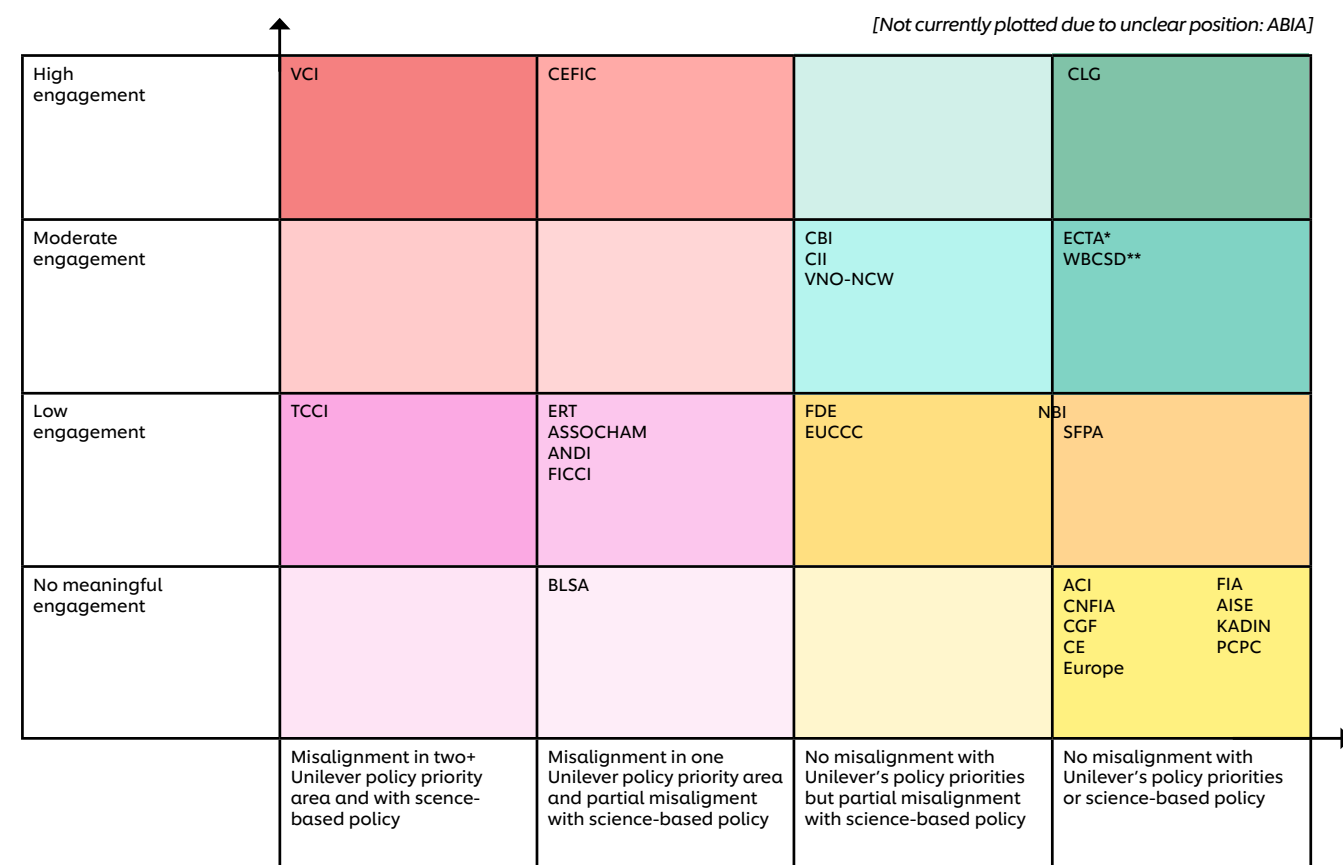 [Not currently plotted due to unclear position: ABIA]
High
engagement
VCI
CEFIC
CLG
Moderate
engagement
CBI
CII
VNO-NCW
ECTA*
WBCSD**
Low
engagement
TCCI
ERT
ASSOCHAM
ANDI
FICCI
FDE
EUCCC
NBI
SFPA
No meaningful
engagement
BLSA
ACI
CNFIA
CGF
CE
Europe
FIA
AISE
KADIN
PCPC
Misalignment in two+
Unilever policy priority
area and with scence-
based policy
Misalignment in one
Unilever policy priority area
and partial misaligment
with science-based policy
No misalignment with
Unilever’s policy priorities
but partial misalignment
with science-based policy
No misalignment with
Unilever’s policy priorities
or science-based policy